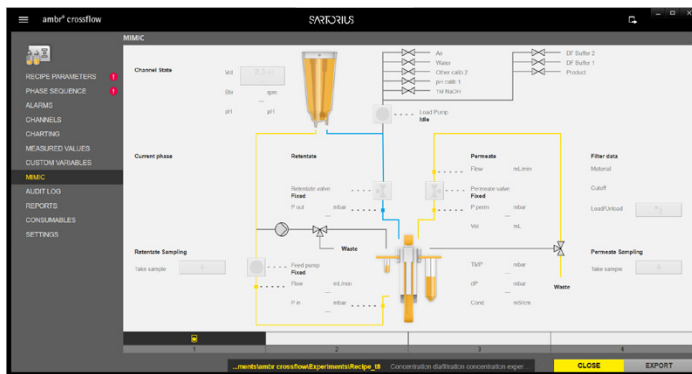 ambr® crossflow
SARTORIUS
MIMIC
RECIPE PARAMETERS
PHASE SEQUENCE
ALARMS
CHANNELS
CHARTING
MEASURED VALUES
CUSTOM VARIABLES
MIMIC
AUDIT LOG
REPORTS
CONSUMABLES
SETTINGS
Channel State
Vol
Stir rpm
pH pH
Air
Water
Other calib 2
pH calib 1
1M NaOH
DF Buffer 2
DF Buffer 1
Product
Load Pump
Idle
Current phase
Retentate
Permeate
Filter data
Flow mL/min
Material
Retentate valve
Fixed
Permeate valve
Fixed
Cutoff
P out mbar
P perm mbar
Load/Unload
Vol mL
Waste
Retentate Sampling
Take sample
Feed pump
Fixed
Flow mL/min
P in mbar
TMP mbar
dP mbar
Cond mS/cm
Permeate Sampling
Take sample
Waste
1 2 3 4
...ments\ambr crossflow\Experiments\Recipe_t8 Concentration diafiltration concentration exper...
CLOSE EXPORT